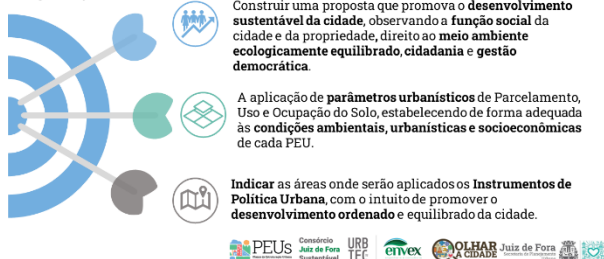 Construir uma proposta que promova o desenvolvimento
sustentável da cidade, observando a função social da
cidade e da propriedade, direito ao meio ambiente
ecologicamente equilibrado, cidadania e gestão
democrática.
A aplicação de parâmetros urbanísticos de Parcelamento,
Uso e Ocupação do Solo, estabelecendo de forma adequada
às condições ambientais, urbanísticas e socioeconômicas
de cada PEU.
Indicar as áreas onde serão aplicados os Instrumentos de
Política Urbana, com o intuito de promover o
desenvolvimento ordenado e equilibrado da cidade.
PEUs
Consórcio
Juiz de Fora
Sustentável
URB
TEC
envex
OLHAR
A CIDADE
Juiz de Fora